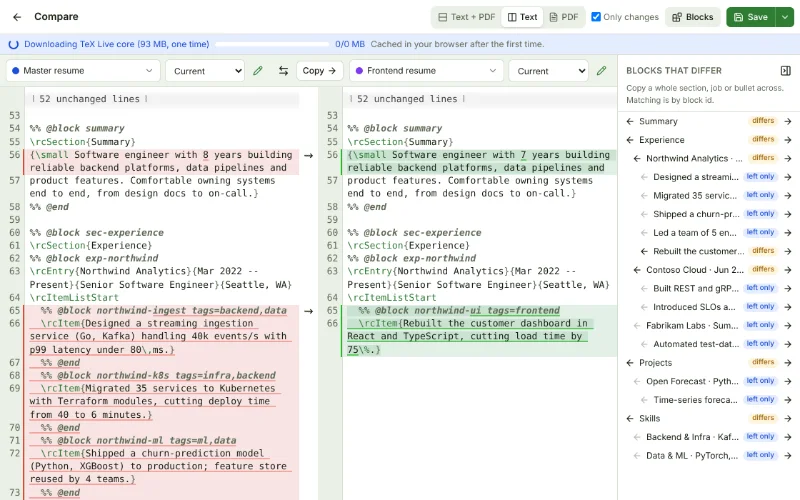 Compare
Text + PDF
Text
PDF
Only changes
Blocks
Save
Downloading TeX Live core (93 MB, one time)
0/0 MB
Cached in your browser after the first time.
Master resume
Current
Copy →
Frontend resume
Current
52 unchanged lines
53
54 %% @block summary
55 \rcSection{Summary}
56 {\small Software engineer with 8 years building
reliable backend platforms, data pipelines and
57 product features. Comfortable owning systems
end to end, from design docs to on-call.}
58 %% @end
59
60 %% @block sec-experience
61 \rcSection{Experience}
62 %% @block exp-northwind
63 \rcEntry{Northwind Analytics}{Mar 2022 --
Present}{Senior Software Engineer}{Seattle, WA}
64 \rcItemListStart
65 %% @block northwind-ingest tags=backend,data
66 \rcItem{Designed a streaming ingestion
service (Go, Kafka) handling 40k events/s with
p99 latency under 80\,ms.}
67 %% @end
68 %% @block northwind-k8s tags=infra,backend
69 \rcItem{Migrated 35 services to Kubernetes
with Terraform modules, cutting deploy time
from 40 to 6 minutes.}
70 %% @end
71 %% @block northwind-ml tags=ml,data
72 \rcItem{Shipped a churn-prediction model
(Python, XGBoost) to production; feature store
reused by 4 teams.}
73 %% @end
→
→
52 unchanged lines
53
54 %% @block summary
55 \rcSection{Summary}
56 {\small Software engineer with 7 years building
reliable backend platforms, data pipelines and
57 product features. Comfortable owning systems
end to end, from design docs to on-call.}
58 %% @end
59
60 %% @block sec-experience
61 \rcSection{Experience}
62 %% @block exp-northwind
63 \rcEntry{Northwind Analytics}{Mar 2022 --
Present}{Senior Software Engineer}{Seattle, WA}
64 \rcItemListStart
65 %% @block northwind-ui tags=frontend
66 \rcItem{Rebuilt the customer dashboard in
React and TypeScript, cutting load time by
75\%.}
BLOCKS THAT DIFFER
Copy a whole section, job or bullet across.
Matching is by block id.
← Summary differs →
← Experience differs →
← Northwind Analytics · ... differs →
← Designed a streami... left only →
← Migrated 35 servic... left only →
← Shipped a churn-pr... left only →
← Led a team of 5 en... left only →
← Rebuilt the customer... differs →
← Contoso Cloud · Jun 2... differs →
← Built REST and gRP... left only →
← Introduced SLOs a... left only →
← Fabrikam Labs · Sum... differs →
← Automated test-dat... left only →
← Projects differs →
← Open Forecast · Pyth... left only →
← Time-series foreca... left only →
← Skills differs →
← Backend & Infra · Kaf... left only →
← Data & ML · PyTorch,... left only →